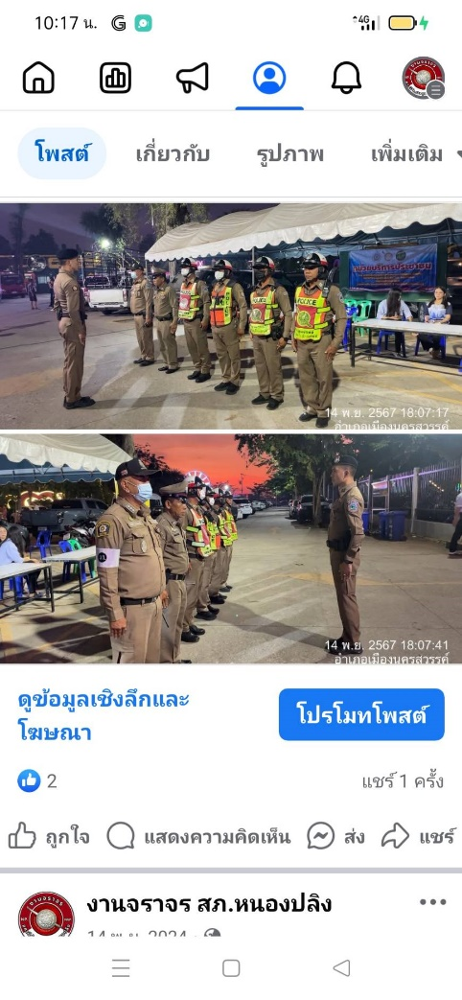 10:17 น.
4G
โพสต์
เกี่ยวกับ
รูปภาพ
เพิ่มเติม
POLICE
POLICE
14 พ.ย. 2567 18:07:17
อำเภอเมืองนครสวรรค์
14 พ.ย. 2567 18:07:41
อำเภอเมืองนครสวรรค์
ดูข้อมูลเชิงลึกและ
โฆษณา
โปรโมทโพสต์
2
แชร์ 1 ครั้ง
ถูกใจ
แสดงความคิดเห็น
ส่ง
แชร์
งานจราจร สภ.หนองปลิง
14 พ.ย. 2024